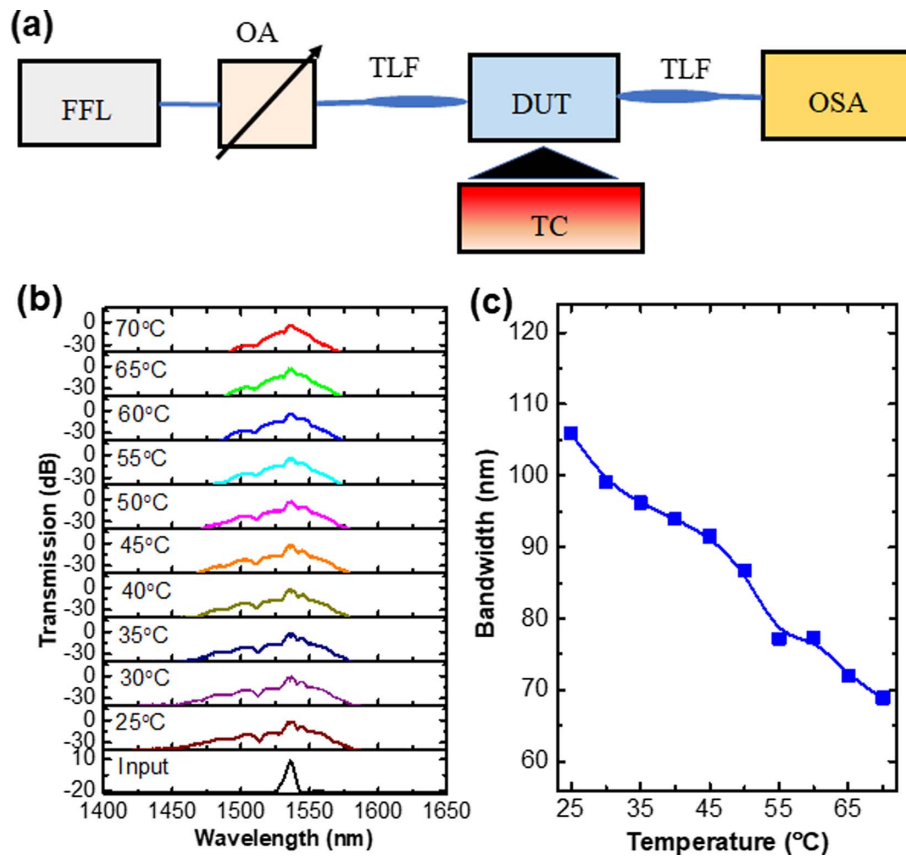 (a)
OA
TLF
TLF
FFL
DUT
OSA
TC
(b)
Transmission (dB)
0
-30
70°C
0
-30
65°C
0
-30
60°C
0
-30
55°C
0
-30
50°C
0
-30
45°C
0
-30
40°C
0
-30
35°C
0
-30
30°C
0
-30
25°C
10
-20
Input
1400 1450 1500 1550 1600 1650
Wavelength (nm)
(c)
Bandwidth (nm)
120
110
100
90
80
70
60
25 35 45 55 65
Temperature (°C)